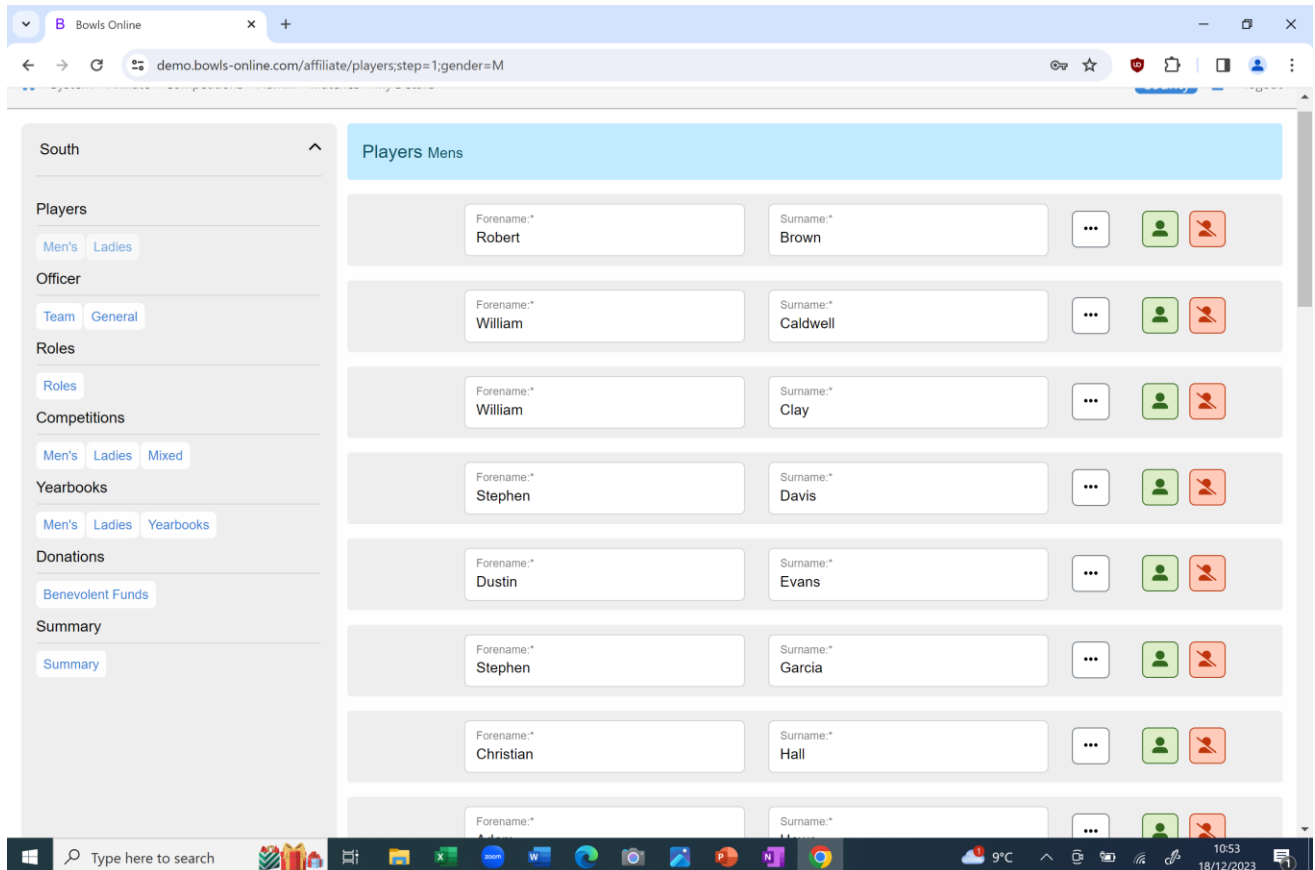 Bowls Online
demo.bowls-online.com/affiliate/players;step=1;gender=M
South
Players
Men's Ladies
Officer
Team General
Roles
Roles
Competitions
Men's Ladies Mixed
Yearbooks
Men's Ladies Yearbooks
Donations
Benevolent Funds
Summary
Summary
Players Mens
Forename:* Surname:*
Robert Brown
Forename:* Surname:*
William Caldwell
Forename:* Surname:*
William Clay
Forename:* Surname:*
Stephen Davis
Forename:* Surname:*
Dustin Evans
Forename:* Surname:*
Stephen Garcia
Forename:* Surname:*
Christian Hall
Forename:* Surname:*
Type here to search
zoom
9°C
10:53
18/12/2023